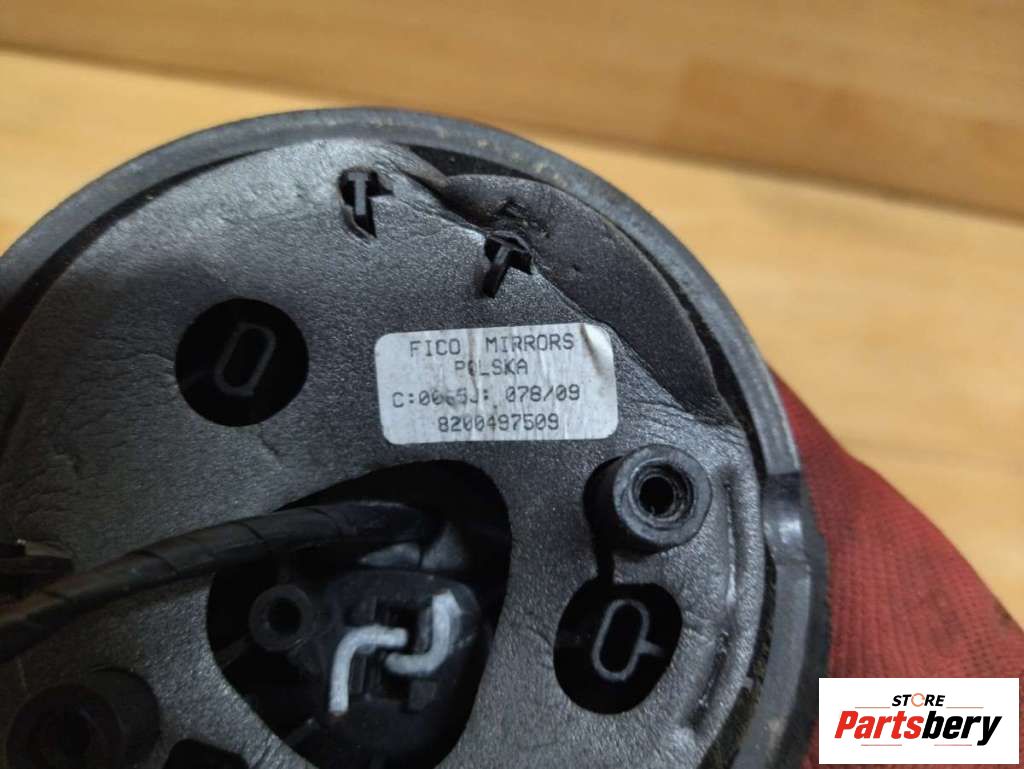 FICO MIRRORS
POLSKA
078/09
8200497509
STORE
Partsbery